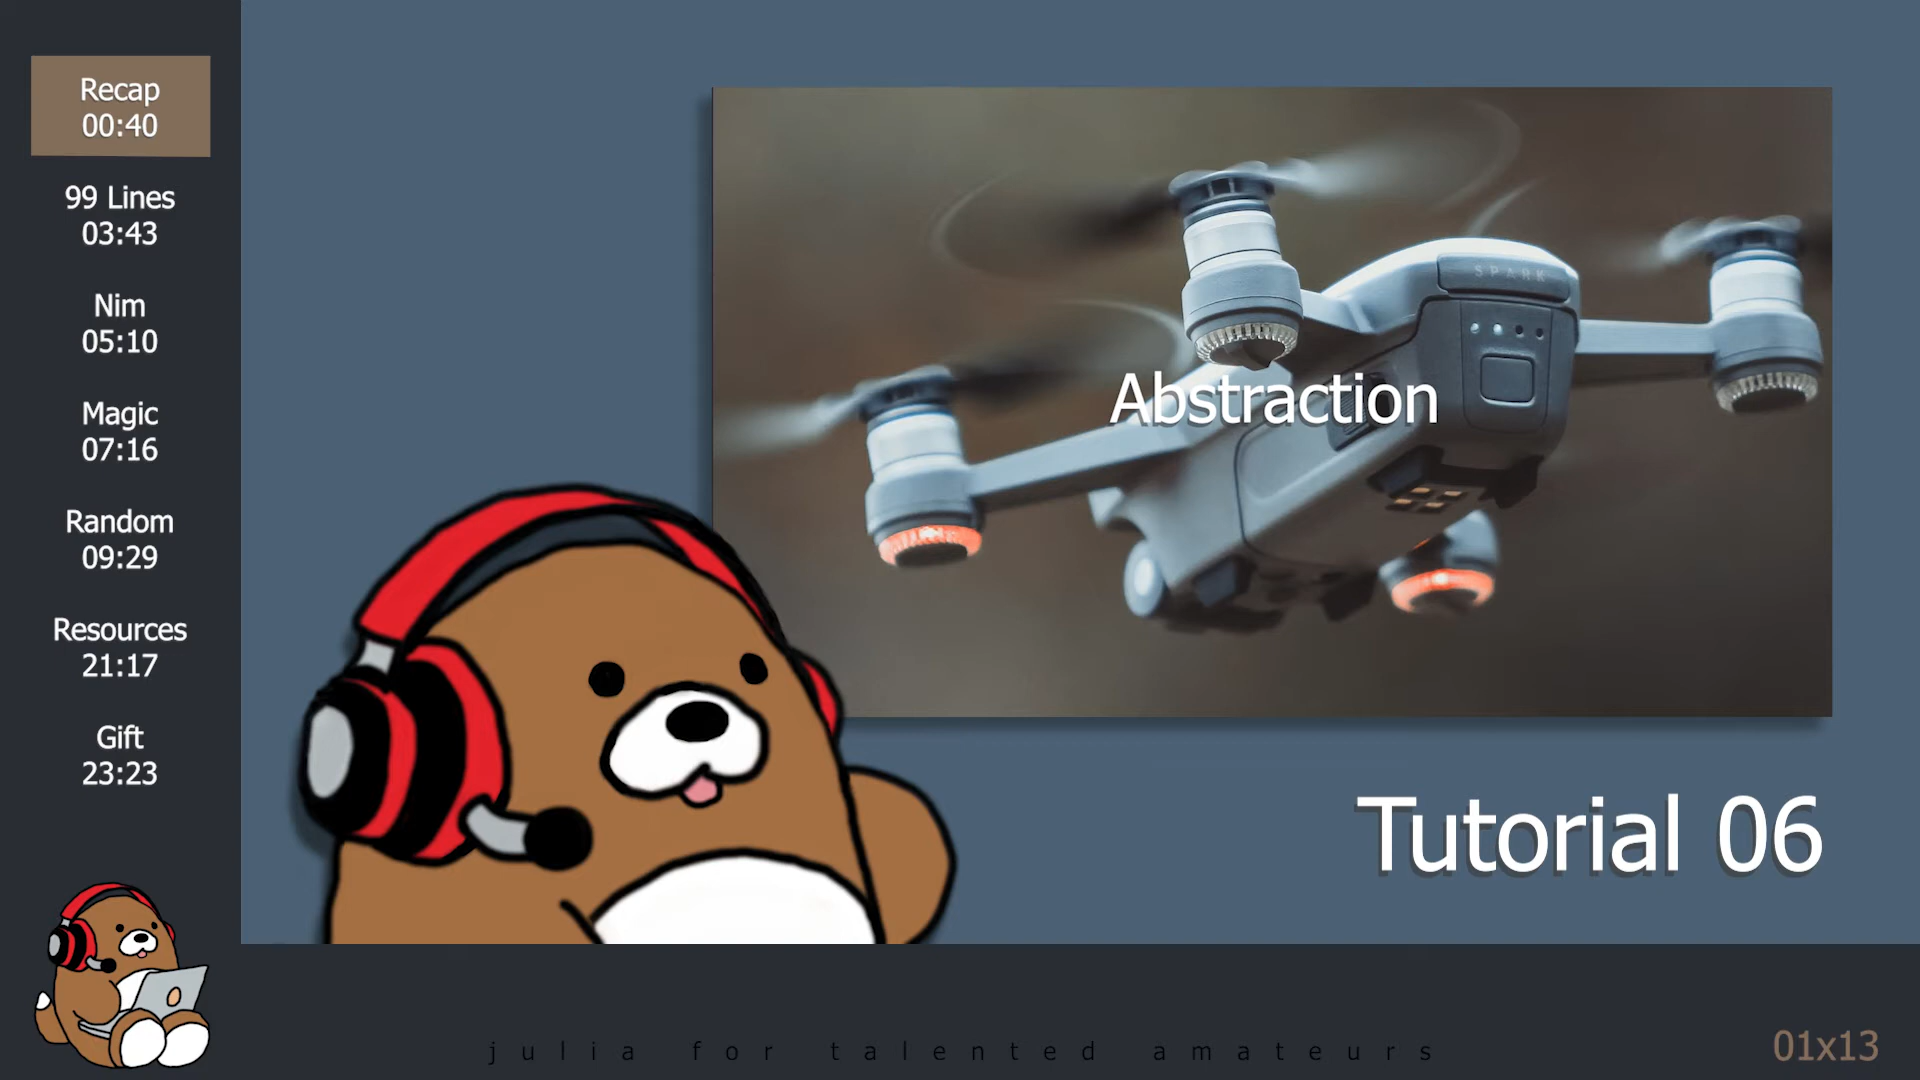 Recap
00:40
99 Lines
03:43
Nim
05:10
Magic
07:16
Random
09:29
Resources
21:17
Gift
23:23
SPARK
Abstraction
Tutorial 06
julia for talented amateurs
01x13